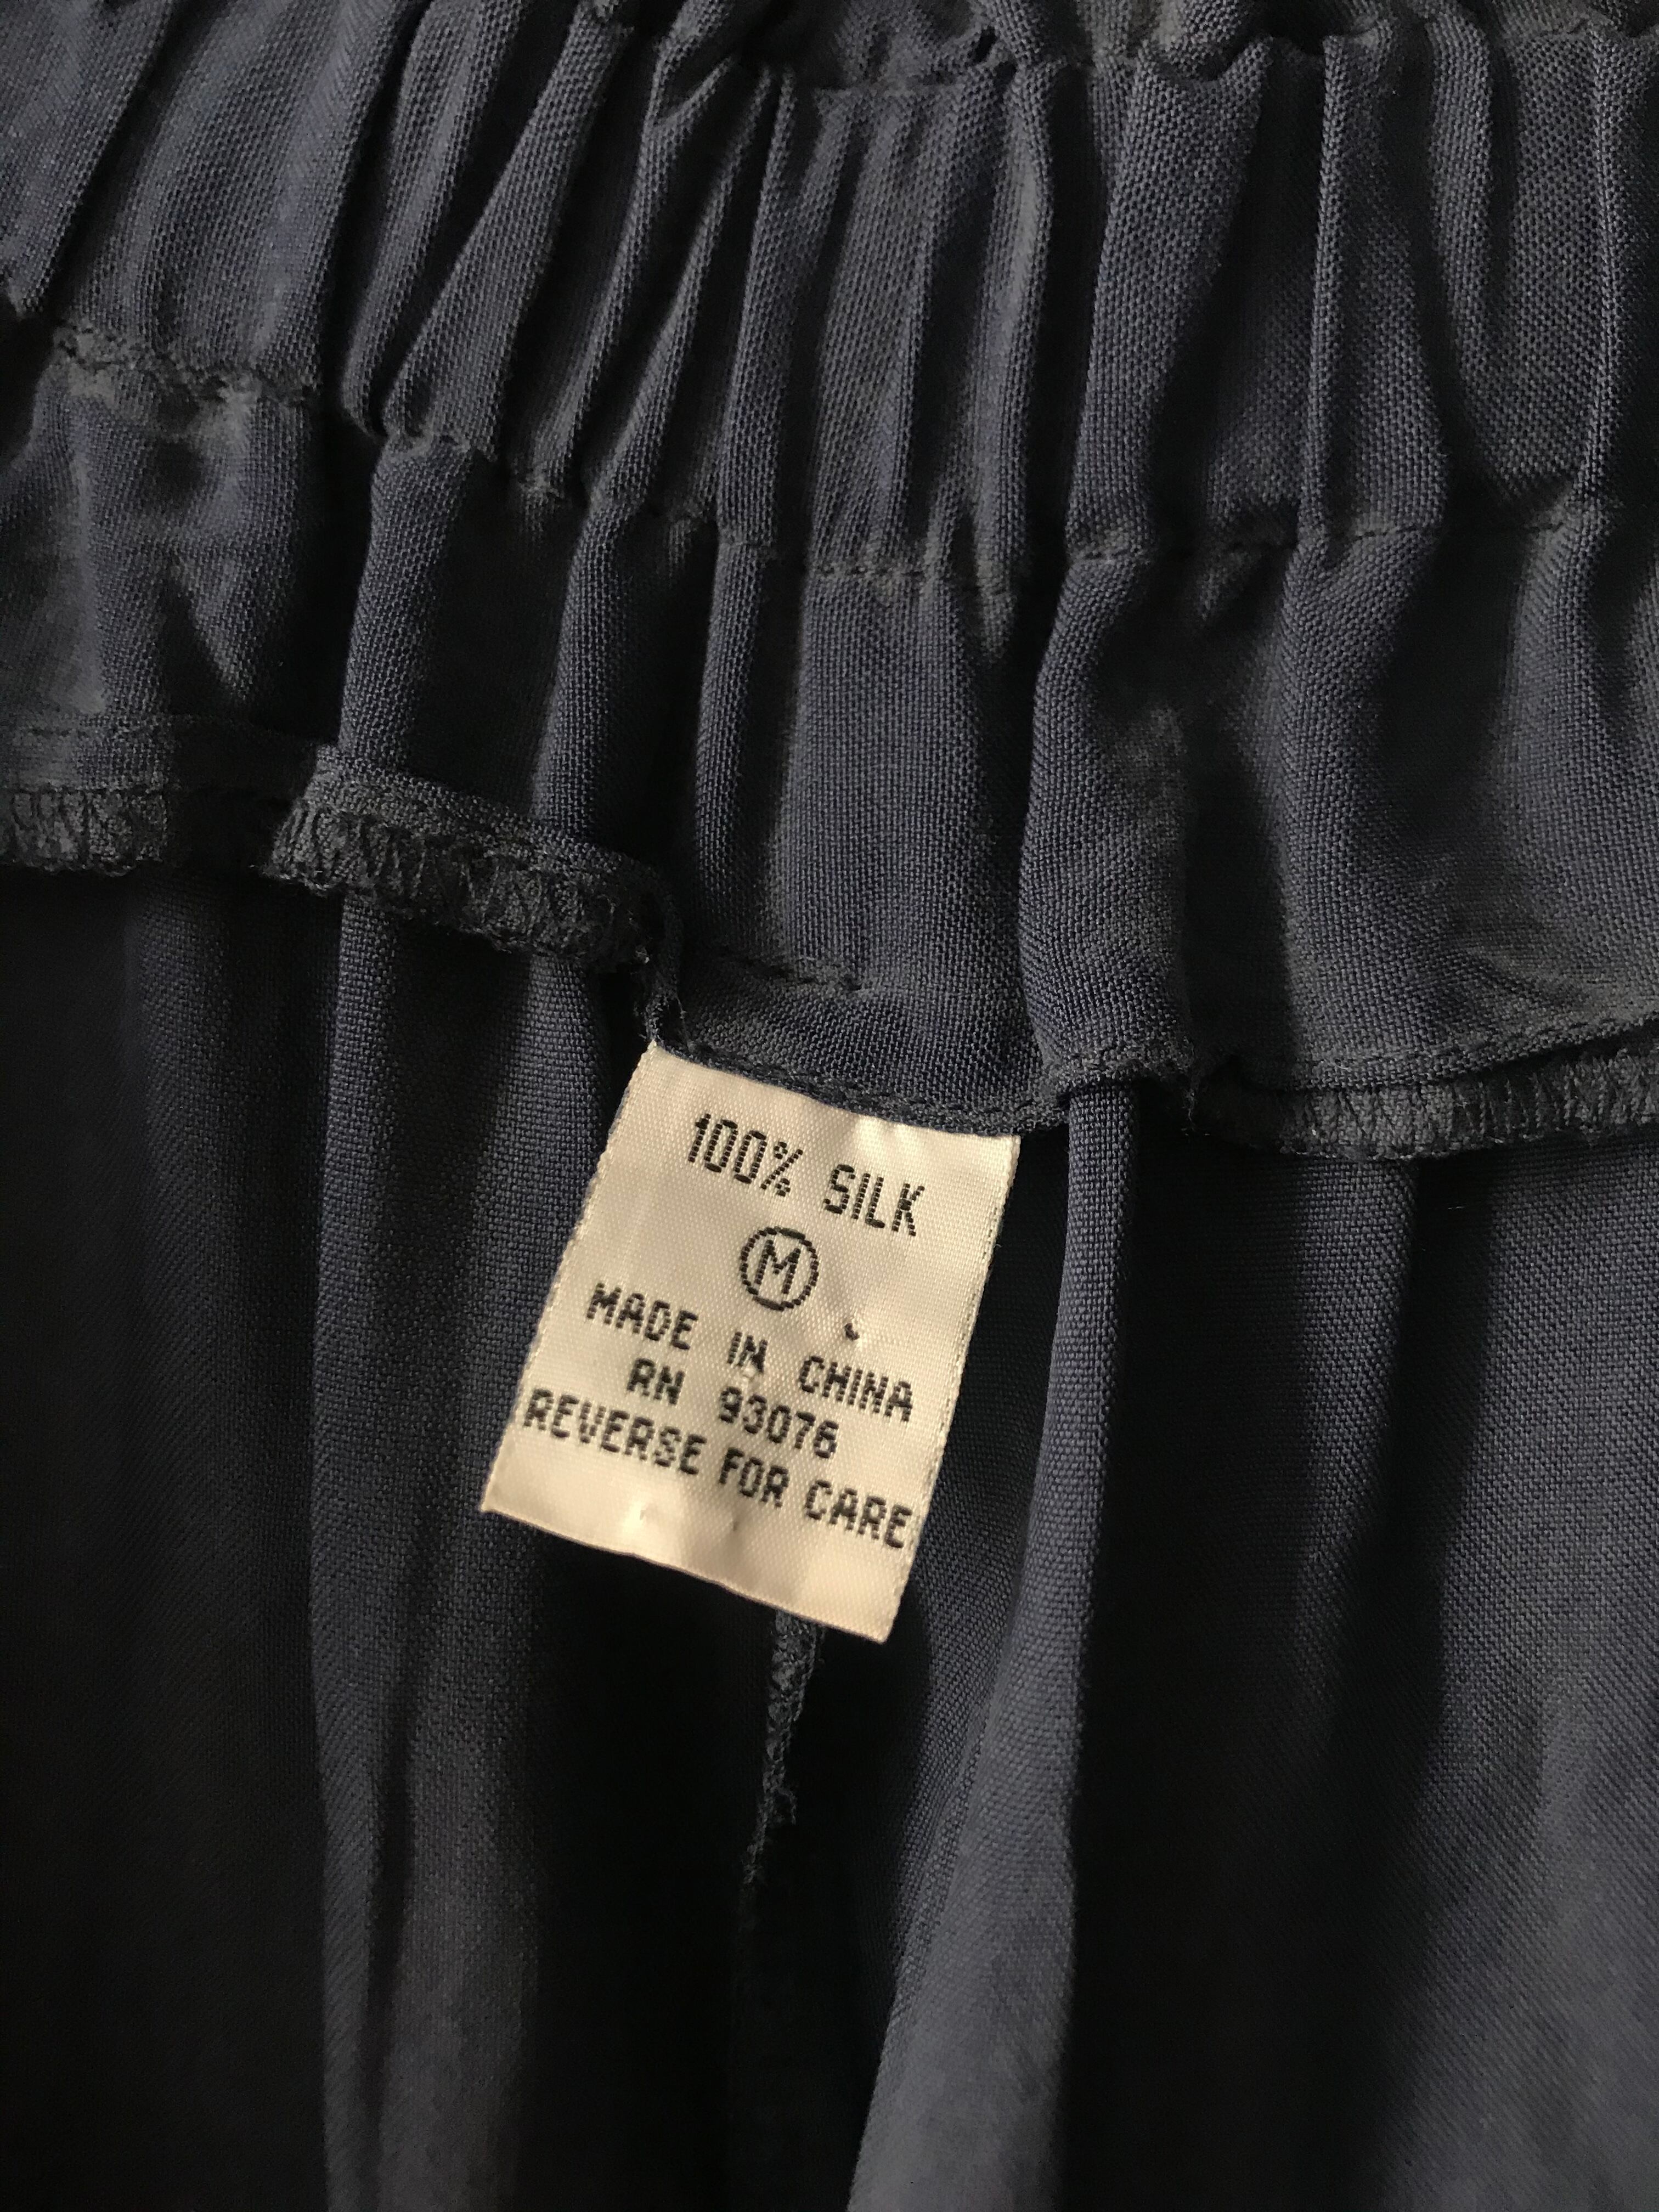 100% SILK
M
MADE IN CHINA
RN 93076
REVERSE FOR CARE